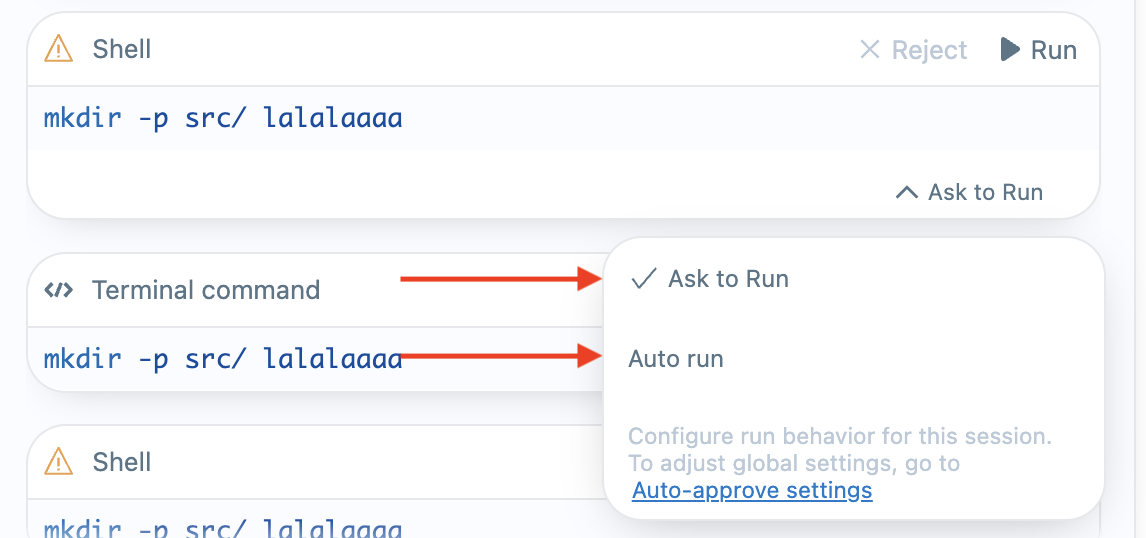 Shell
Reject
Run
mkdir -p src/ lalalaaaa
Ask to Run
Terminal command
Ask to Run
mkdir -p src/ lalalaaaa
Auto run
Configure run behavior for this session.
To adjust global settings, go to
Auto-approve settings
Shell
mkdir -p src/ lalalaaaa